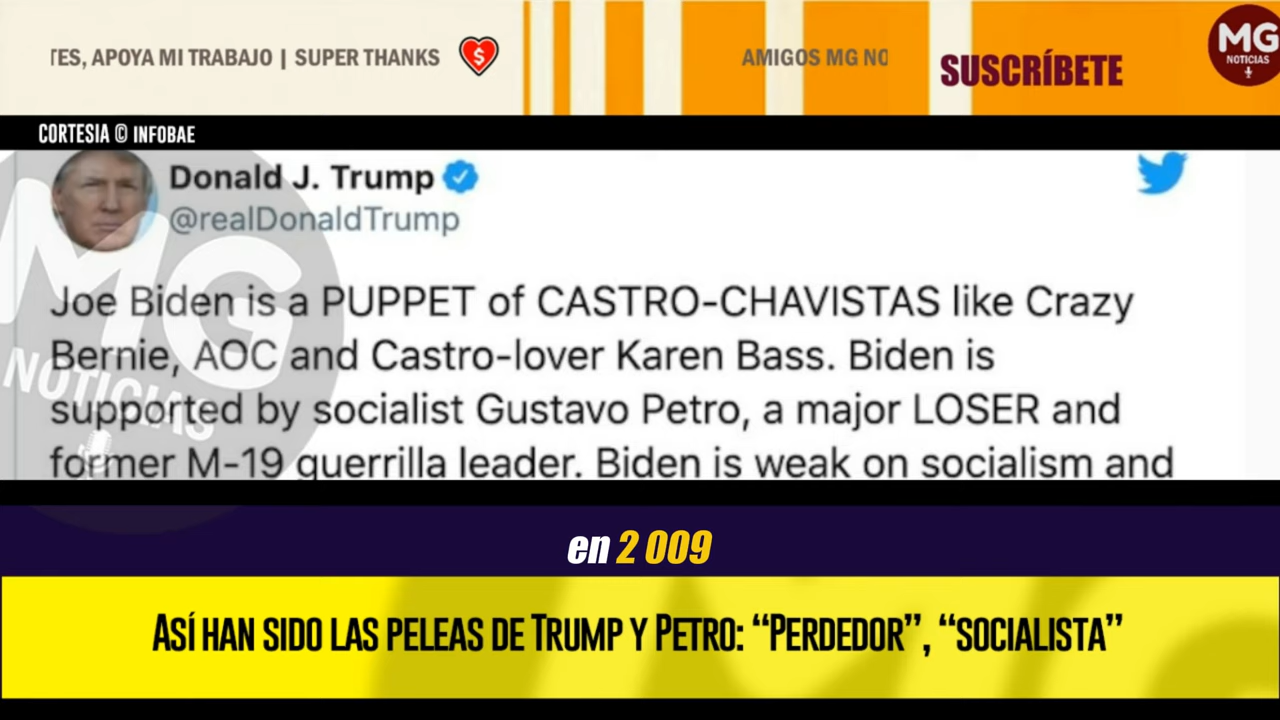 TES, APOYA MI TRABAJO | SUPER THANKS
AMIGOS MG NO
SUSCRÍBETE
MG
NOTICIAS
CORTESIA © INFOBAE
Donald J. Trump
@realDonaldTrump
Joe Biden is a PUPPET of CASTRO-CHAVISTAS like Crazy
Bernie, AOC and Castro-lover Karen Bass. Biden is
supported by socialist Gustavo Petro, a major LOSER and
former M-19 guerrilla leader. Biden is weak on socialism and
MG
NOTICIAS
en 2 009
ASÍ HAN SIDO LAS PELEAS DE TRUMP Y PETRO: “PERDEDOR”, “SOCIALISTA”